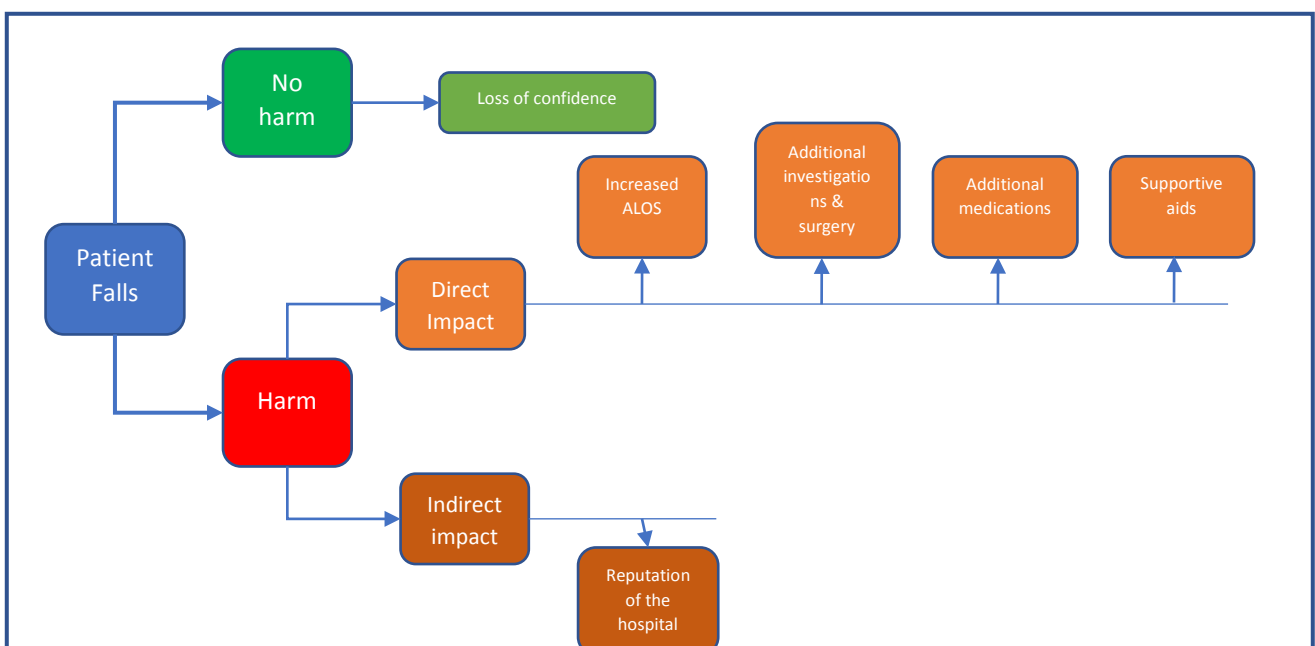 No
harm
Loss of confidence
Increased
ALOS
Additional
investigatio
ns &
surgery
Additional
medications
Supportive
aids
Patient
Falls
Direct
Impact
Harm
Indirect
impact
Reputation
of the
hospital